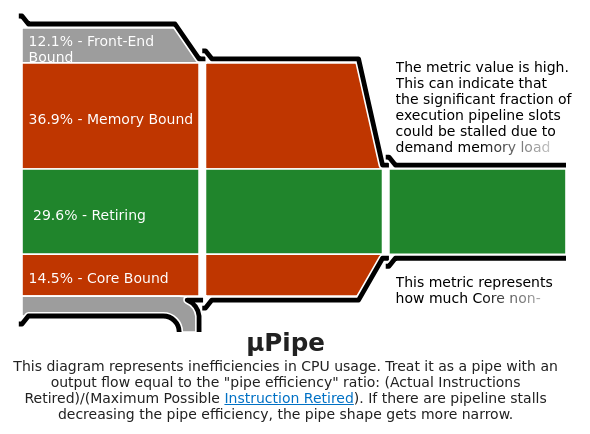 12.1% - Front-End
Bound
36.9% - Memory Bound
29.6% - Retiring
14.5% - Core Bound
The metric value is high.
This can indicate that
the significant fraction of
execution pipeline slots
could be stalled due to
demand memory load
This metric represents
how much Core non-
µPipe
This diagram represents inefficiencies in CPU usage. Treat it as a pipe with an
output flow equal to the "pipe efficiency" ratio: (Actual Instructions
Retired)/(Maximum Possible Instruction Retired). If there are pipeline stalls
decreasing the pipe efficiency, the pipe shape gets more narrow.